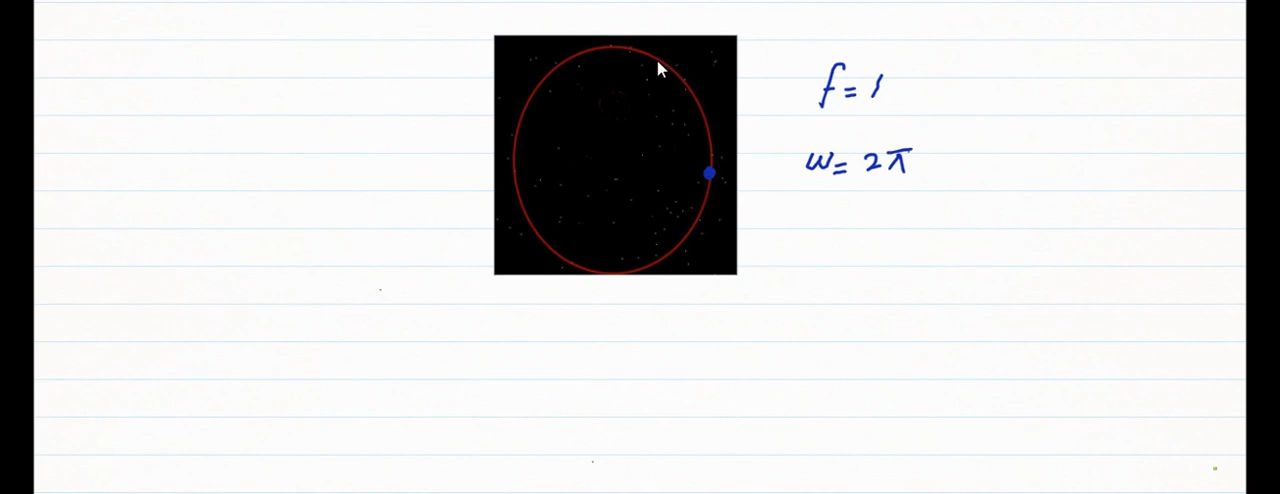 f = 1
ω = 2π